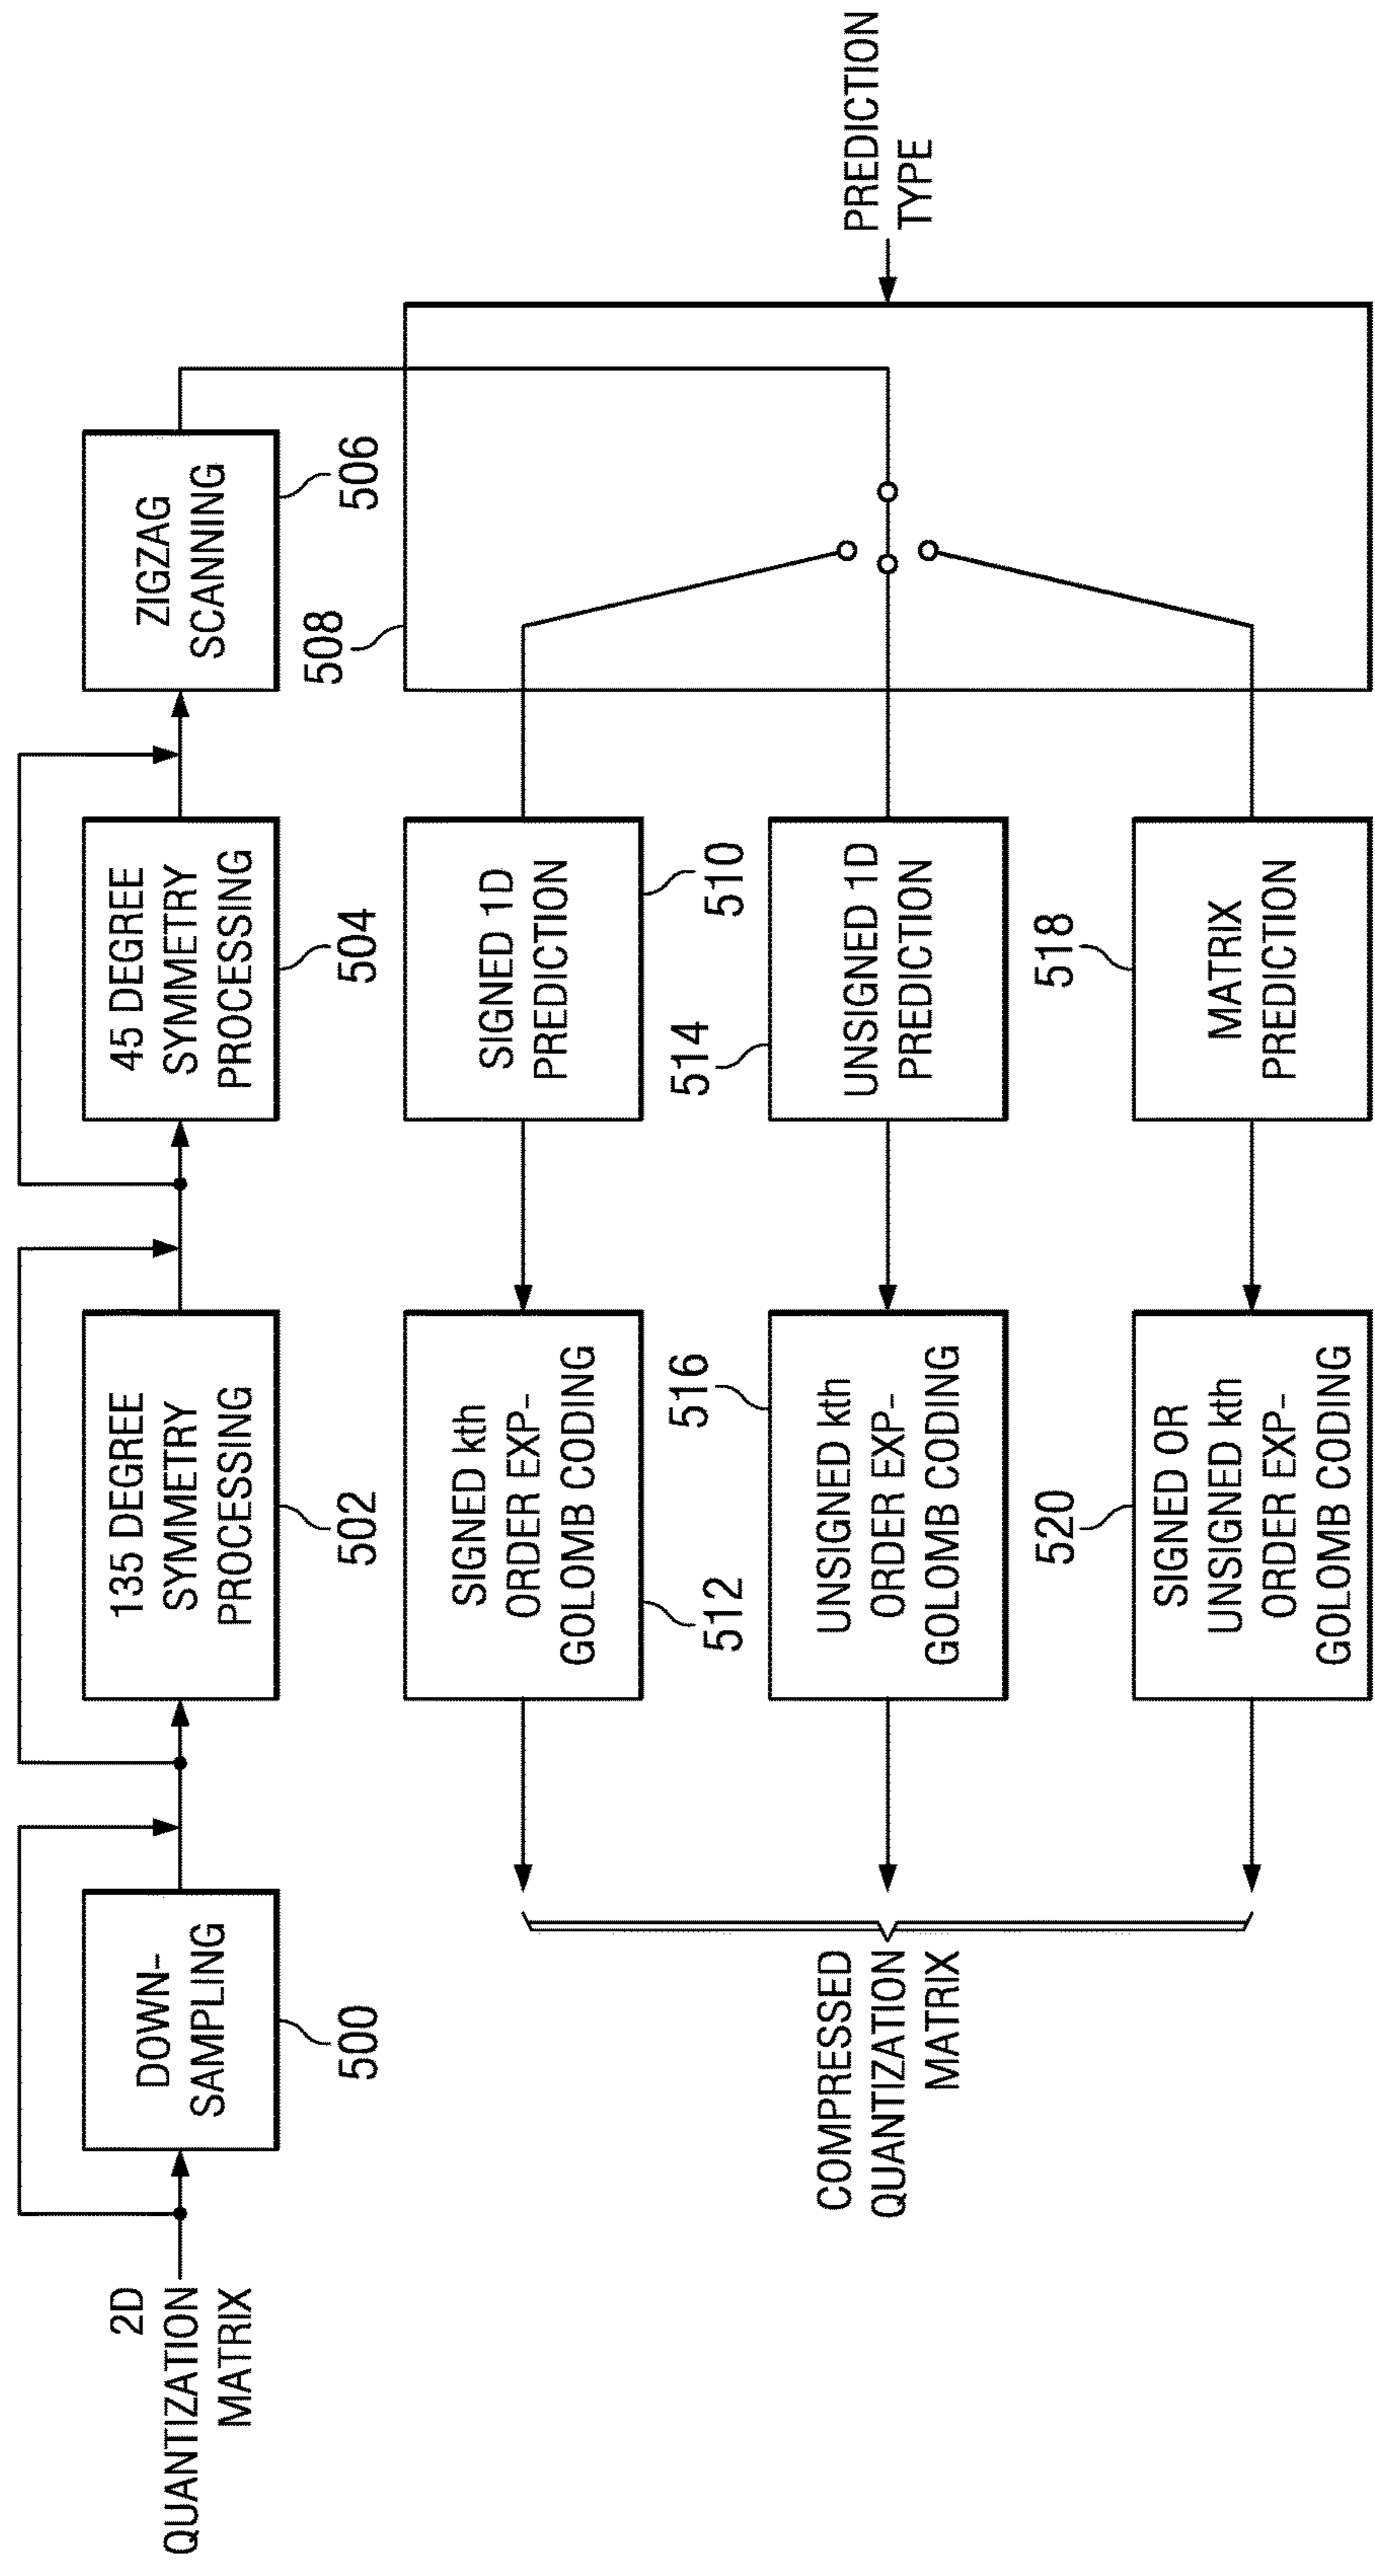 2D
QUANTIZATION
MATRIX
DOWN-
SAMPLING
500
135 DEGREE
SYMMETRY
PROCESSING
502
45 DEGREE
SYMMETRY
PROCESSING
504
ZIGZAG
SCANNING
506
508
PREDICTION
TYPE
SIGNED 1D
PREDICTION
510
SIGNED kth
ORDER EXP-
GOLOMB CODING
512
UNSIGNED 1D
PREDICTION
514
UNSIGNED kth
ORDER EXP-
GOLOMB CODING
516
MATRIX
PREDICTION
518
SIGNED OR
UNSIGNED kth
ORDER EXP-
GOLOMB CODING
520
COMPRESSED
QUANTIZATION
MATRIX